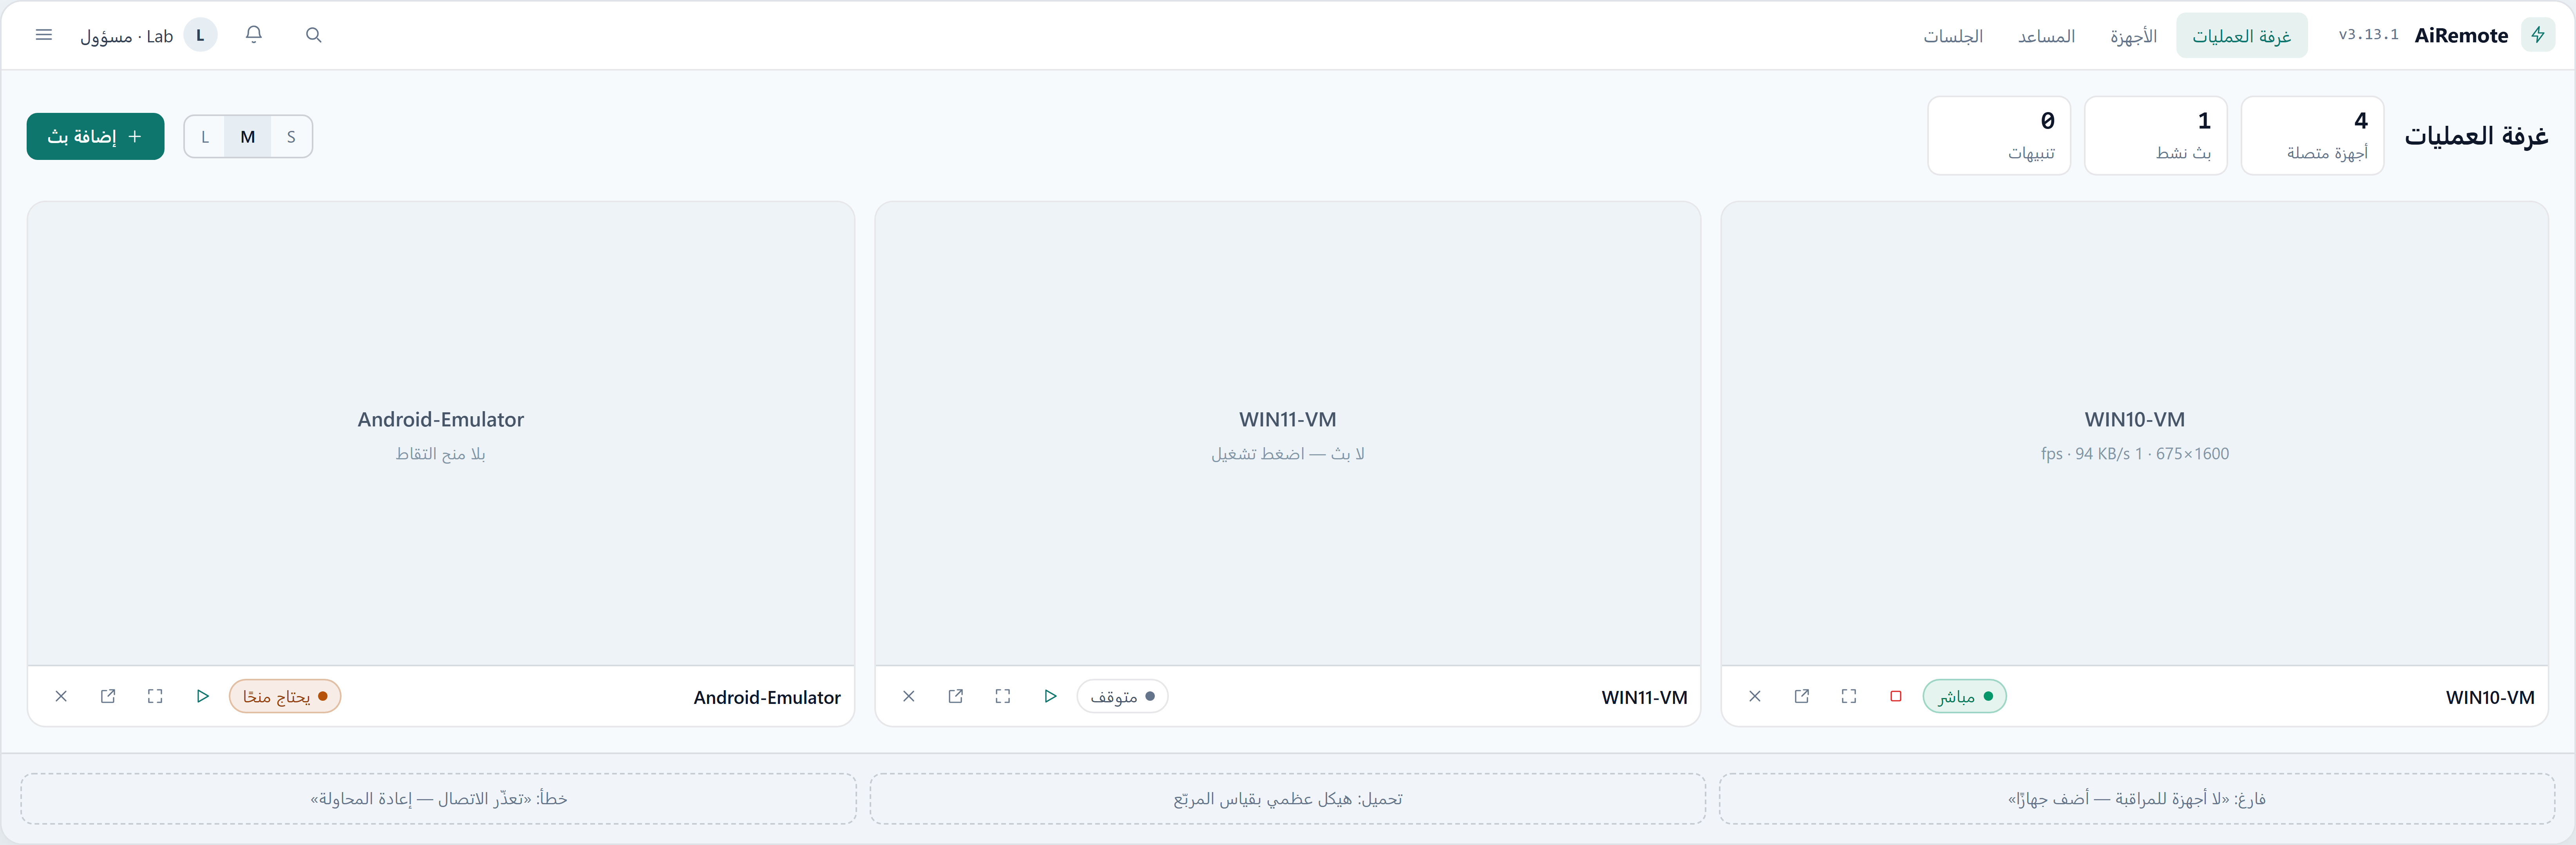 AiRemote v3.13.1 غرفة العمليات الأجهزة المساعد الجلسات
L Lab · مسؤول
غرفة العمليات
4 أجهزة متصلة
1 بث نشط
0 تنبيهات
S M L
+ إضافة بث
WIN10-VM
fps · 94 KB/s 1 · 675×1600
WIN10-VM مباشر
WIN11-VM
لا بث — اضغط تشغيل
WIN11-VM متوقف
Android-Emulator
بلا منح التقاط
Android-Emulator يحتاج منحًا
فارغ: «لا أجهزة للمراقبة — أضف جهازًا»
تحميل: هيكل عظمي بقياس المربّع
خطأ: «تعذّر الاتصال — إعادة المحاولة»